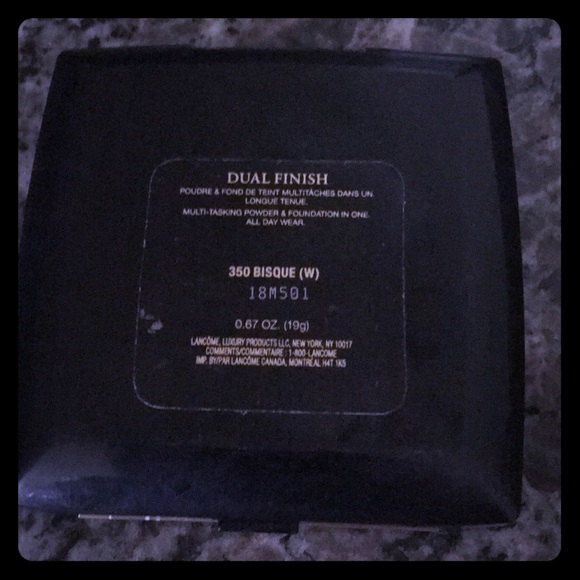 DUAL FINISH
POUDRE & FOND DE TEINT MULTITÂCHES DANS UN.
LONGUE TENUE.
MULTI-TASKING POWDER & FOUNDATION IN ONE.
ALL DAY WEAR.
350 BISQUE (W)
18M501
0.67 OZ. (19g)
LANCÔME, LUXURY PRODUCTS LLC, NEW YORK, NY 10017
COMMENTS/COMMENTAIRE : 1-800-LANCOME
IMP. BY/PAR LANCÔME CANADA, MONTRÉAL H4T 1K5